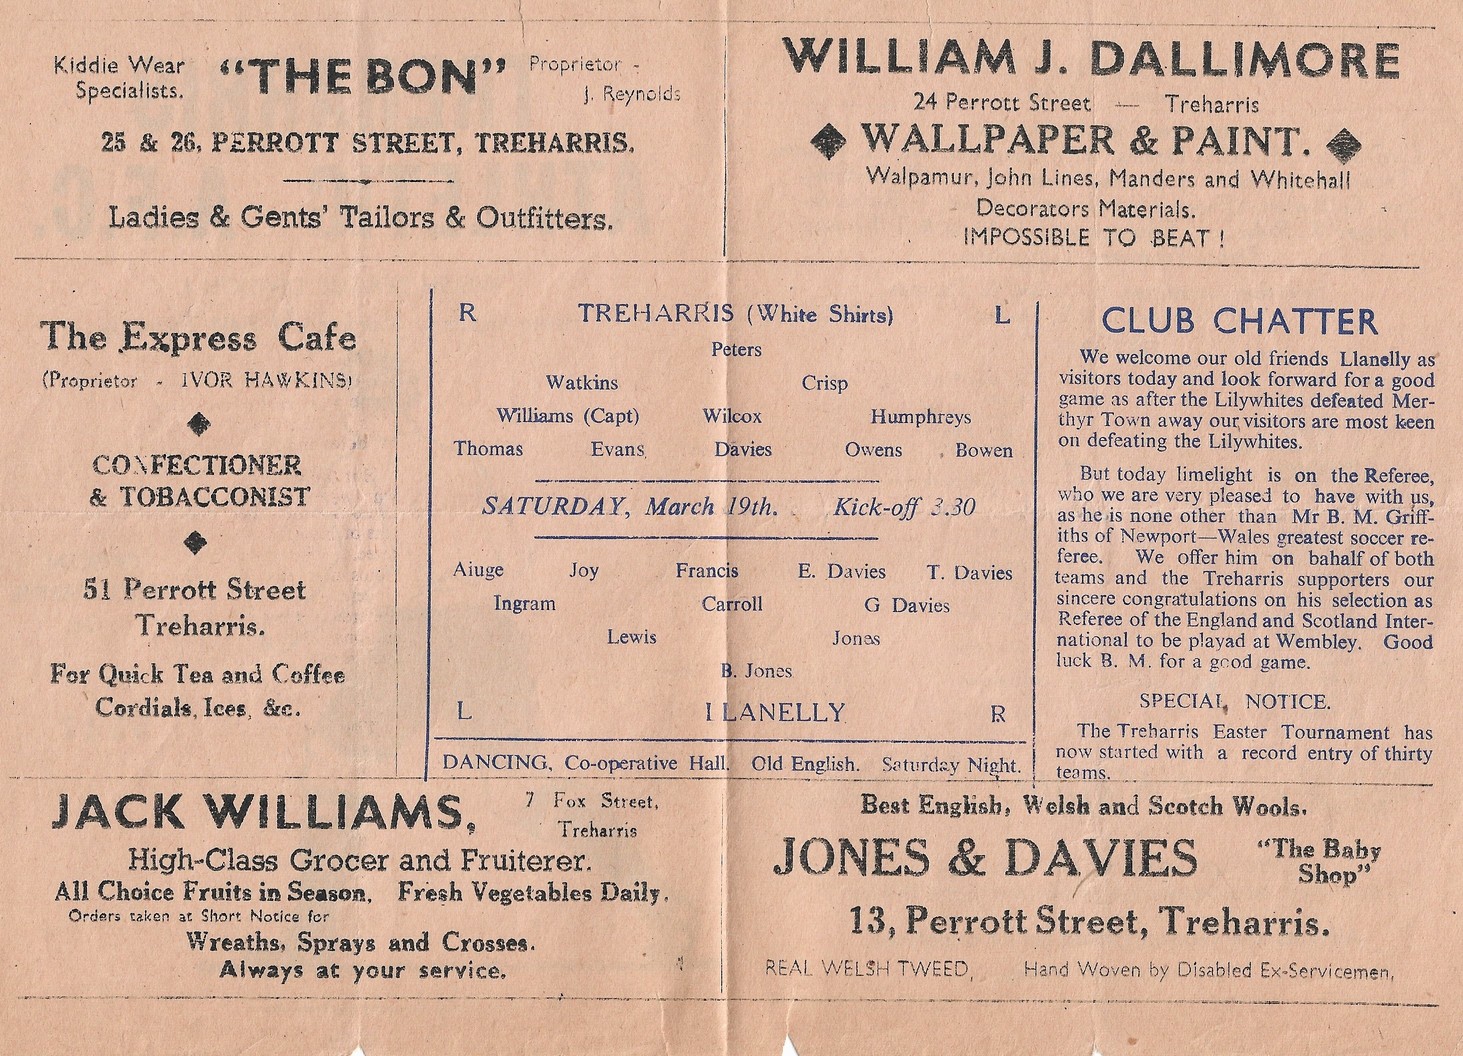 Kiddie Wear
Specialists.
"THE BON"
Proprietor -
J. Reynolds
25 & 26, PERROTT STREET, TREHARRIS.
Ladies & Gents' Tailors & Outfitters.
WILLIAM J. DALLIMORE
24 Perrott Street — Treharris
WALLPAPER & PAINT.
Walpamur, John Lines, Manders and Whitehall
Decorators Materials.
IMPOSSIBLE TO BEAT !
The Express Cafe
(Proprietor - IVOR HAWKINS)
CONFECTIONER
& TOBACCONIST
51 Perrott Street
Treharris.
For Quick Tea and Coffee
Cordials, Ices, &c.
R TREHARRIS (White Shirts) L
Peters
Watkins Crisp
Williams (Capt) Wilcox Humphreys
Thomas Evans Davies Owens Bowen
SATURDAY, March 19th. Kick-off 3.30
Aiuge Joy Francis E. Davies T. Davies
Ingram Carroll G Davies
Lewis Jonas
B. Jones
L LLANELLY R
DANCING, Co-operative Hall. Old English. Saturday Night.
CLUB CHATTER
We welcome our old friends Llanelly as
visitors today and look forward for a good
game as after the Lilywhites defeated Mer-
thyr Town away our visitors are most keen
on defeating the Lilywhites.
But today limelight is on the Referee,
who we are very pleased to have with us,
as he is none other than Mr B. M. Griff-
iths of Newport—Wales greatest soccer re-
feree. We offer him on bahalf of both
teams and the Treharris supporters our
sincere congratulations on his selection as
Referee of the England and Scotland Inter-
national to be playad at Wembley. Good
luck B. M. for a good game.
SPECIAL NOTICE.
The Treharris Easter Tournament has
now started with a record entry of thirty
teams.
JACK WILLIAMS,
7 Fox Street,
Treharris
High-Class Grocer and Fruiterer.
All Choice Fruits in Season. Fresh Vegetables Daily.
Orders taken at Short Notice for
Wreaths, Sprays and Crosses.
Always at your service.
Best English, Welsh and Scotch Wools.
JONES & DAVIES
"The Baby
Shop"
13, Perrott Street, Treharris.
REAL WELSH TWEED, Hand Woven by Disabled Ex-Servicemen,